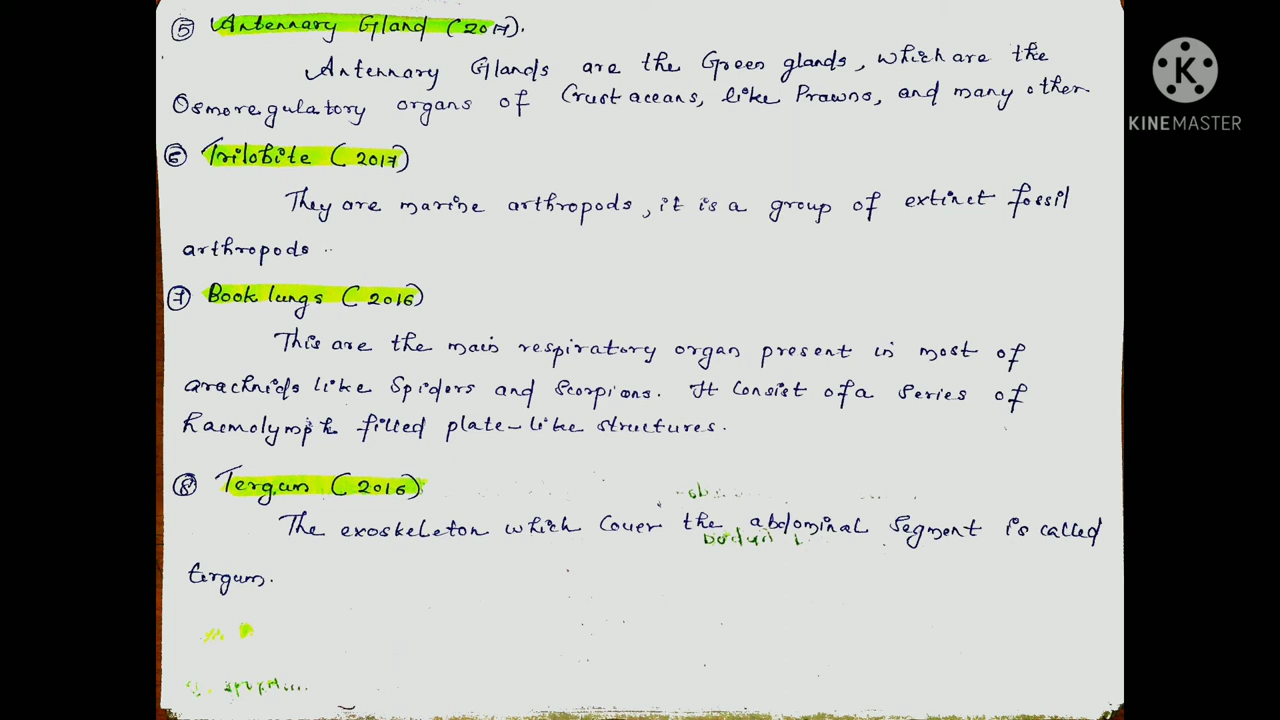 ⑤ Antennary Gland (2017).
Antennary Glands are the Green glands, which are the
Osmoregulatory organs of Crustaceans, like Prawns, and many other
⑥ Trilobite (2017)
They are marine arthropods, it is a group of extinct fossil
arthropods..
⑦ Book lungs (2016)
This are the main respiratory organ present in most of
arachnids like Spiders and Scorpions. It Consist of a Series of
haemolymph filled plate-like structures.
⑧ Tergum (2016)
The exoskeleton which cover the abdominal segment is called
tergum.
KINEMASTER